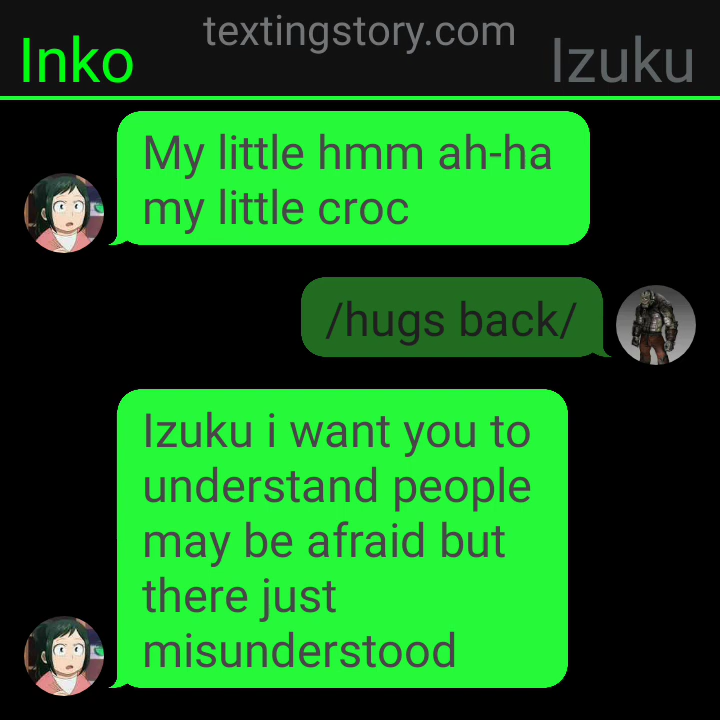 textingstory.com
Inko
Izuku
My little hmm ah-ha
my little croc
/hugs back/
Izuku i want you to
understand people
may be afraid but
there just
misunderstood